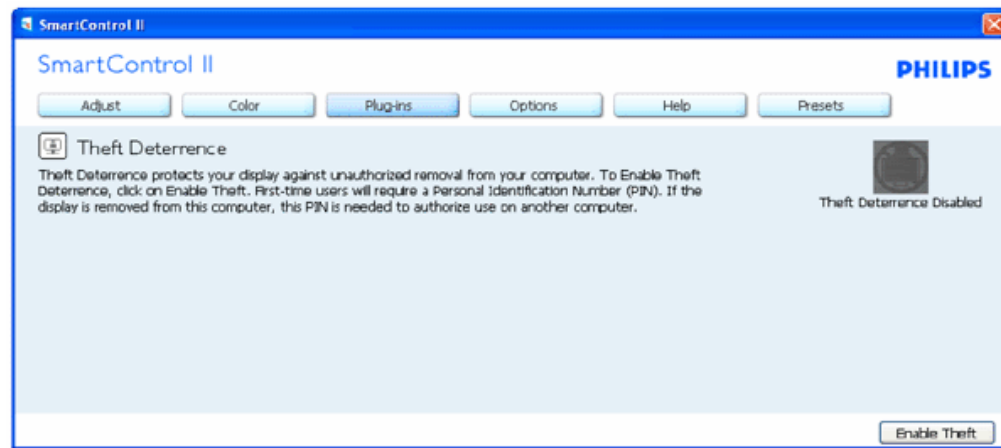 SmartControl II
SmartControl II
PHILIPS
Adjust Color Plug-ins Options Help Presets
Theft Deterrence
Theft Deterrence protects your display against unauthorized removal from your computer. To Enable Theft
Deterrence, click on Enable Theft. First-time users will require a Personal Identification Number (PIN). If the
display is removed from this computer, this PIN is needed to authorize use on another computer.
Theft Deterrence Disabled
Enable Theft